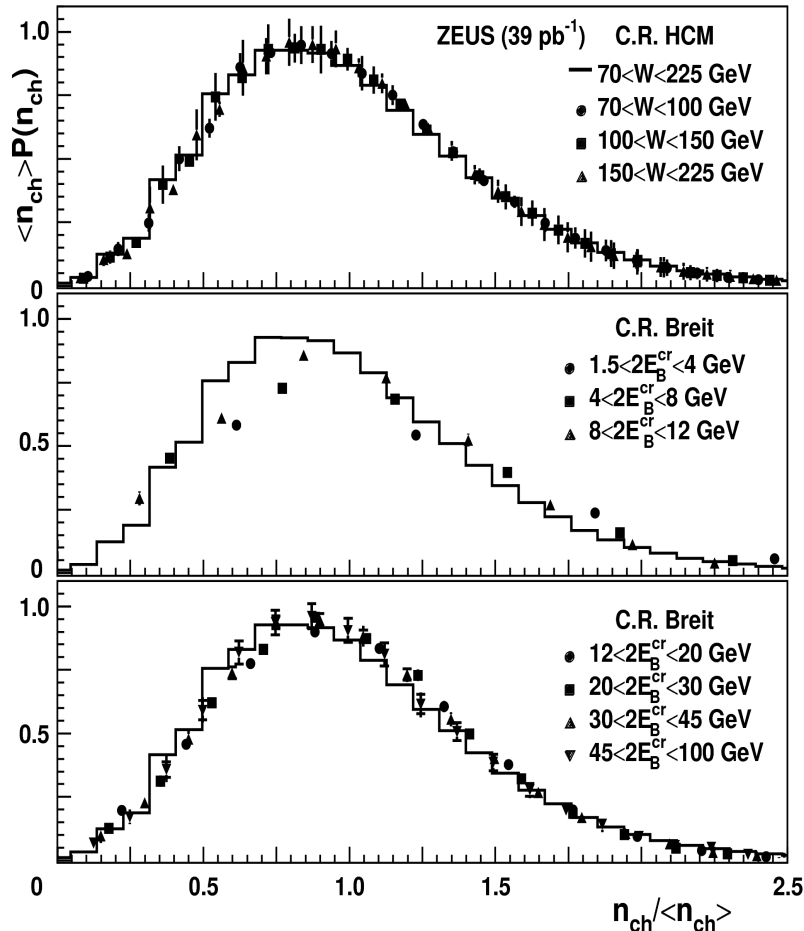 ZEUS (39 pb⁻¹) C.R. HCM
70<W<225 GeV
70<W<100 GeV
100<W<150 GeV
150<W<225 GeV
<n_ch>P(n_ch)
1.0
0
C.R. Breit
1.5<2E_B^cr<4 GeV
4<2E_B^cr<8 GeV
8<2E_B^cr<12 GeV
1.0
0.5
0
C.R. Breit
12<2E_B^cr<20 GeV
20<2E_B^cr<30 GeV
30<2E_B^cr<45 GeV
45<2E_B^cr<100 GeV
1.0
0.5
0 0.5 1.0 1.5 2.5
n_ch/<n_ch>